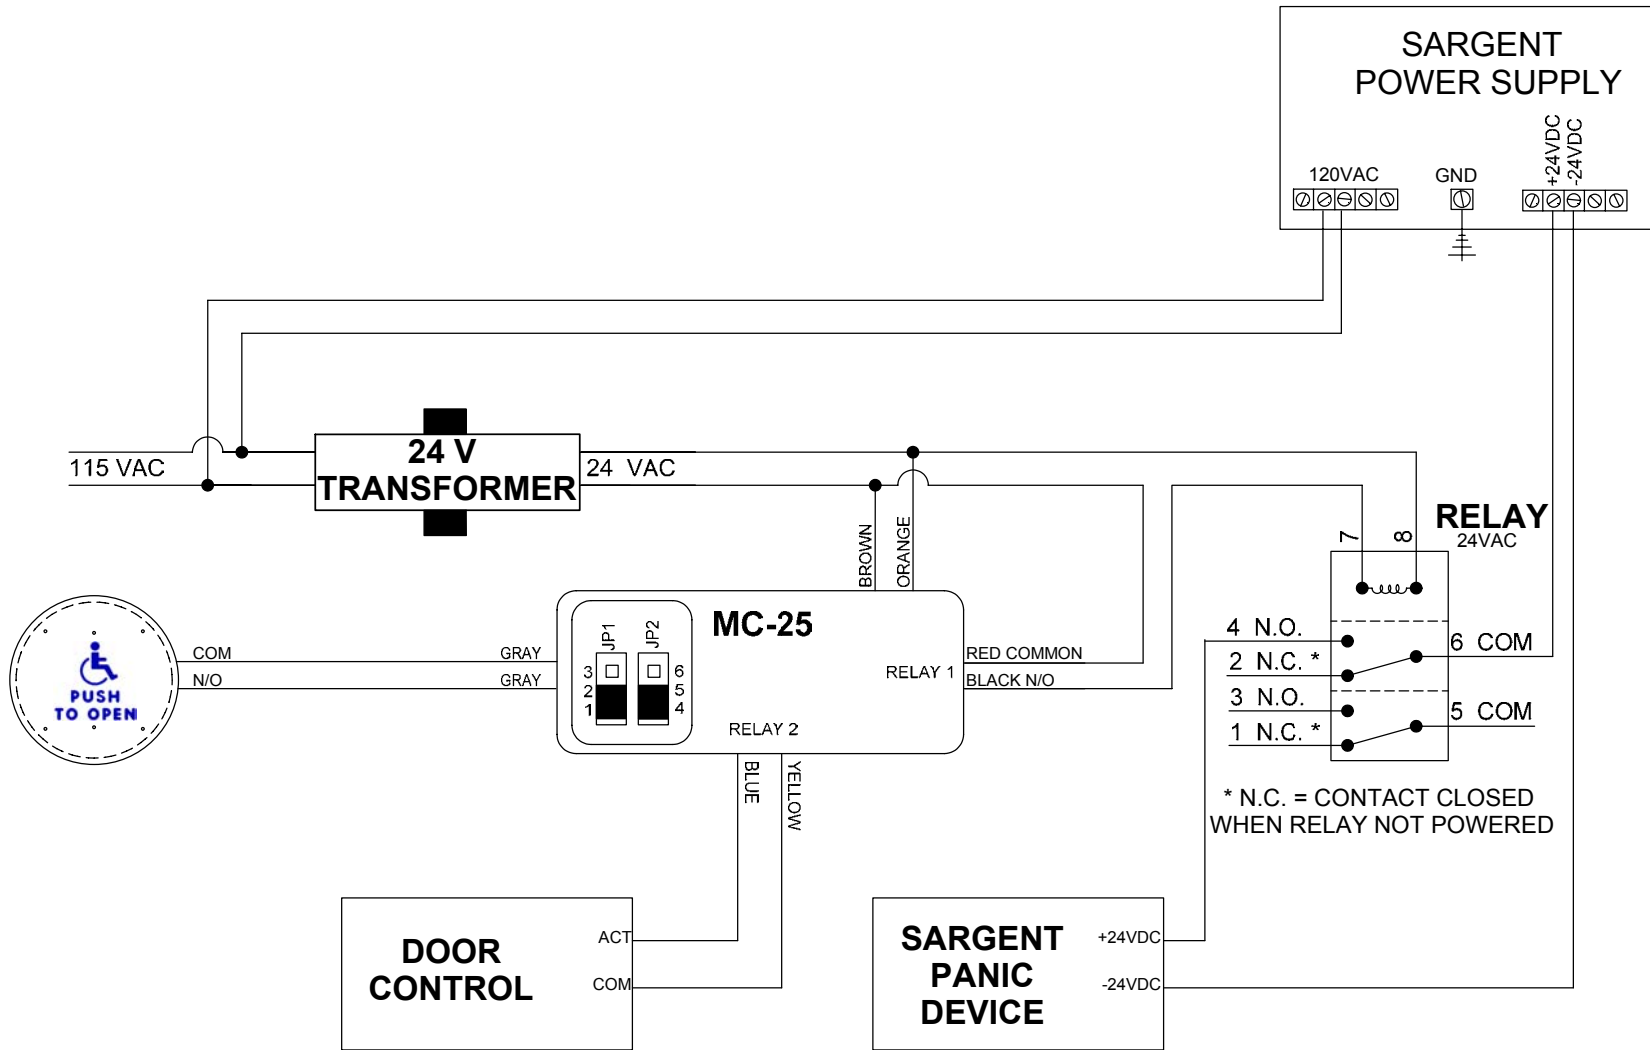 SARGENT
POWER SUPPLY
+24VDC
-24VDC
120VAC
GND
115 VAC
24 V
TRANSFORMER
24 VAC
BROWN
ORANGE
RELAY
24VAC
7
8
PUSH
TO OPEN
COM
N/O
GRAY
GRAY
JP1
JP2
3
2
1
6
5
4
MC-25
RELAY 1
RELAY 2
RED COMMON
BLACK N/O
BLUE
YELLOW
4 N.O.
2 N.C. *
3 N.O.
1 N.C. *
6 COM
5 COM
* N.C. = CONTACT CLOSED
WHEN RELAY NOT POWERED
DOOR
CONTROL
ACT
COM
SARGENT
PANIC
DEVICE
+24VDC
-24VDC